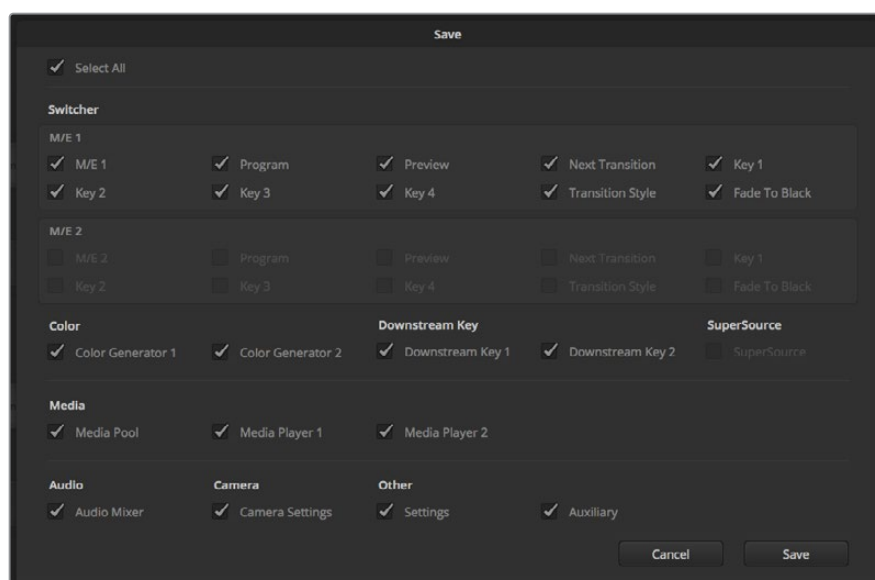 Save
Select All
Switcher
M/E 1
M/E 1 Program Preview Next Transition Key 1
Key 2 Key 3 Key 4 Transition Style Fade To Black
M/E 2
M/E 2 Program Preview Next Transition Key 1
Key 2 Key 3 Key 4 Transition Style Fade To Black
Color Downstream Key SuperSource
Color Generator 1 Color Generator 2 Downstream Key 1 Downstream Key 2 SuperSource
Media
Media Pool Media Player 1 Media Player 2
Audio Camera Other
Audio Mixer Camera Settings Settings Auxiliary
Cancel Save